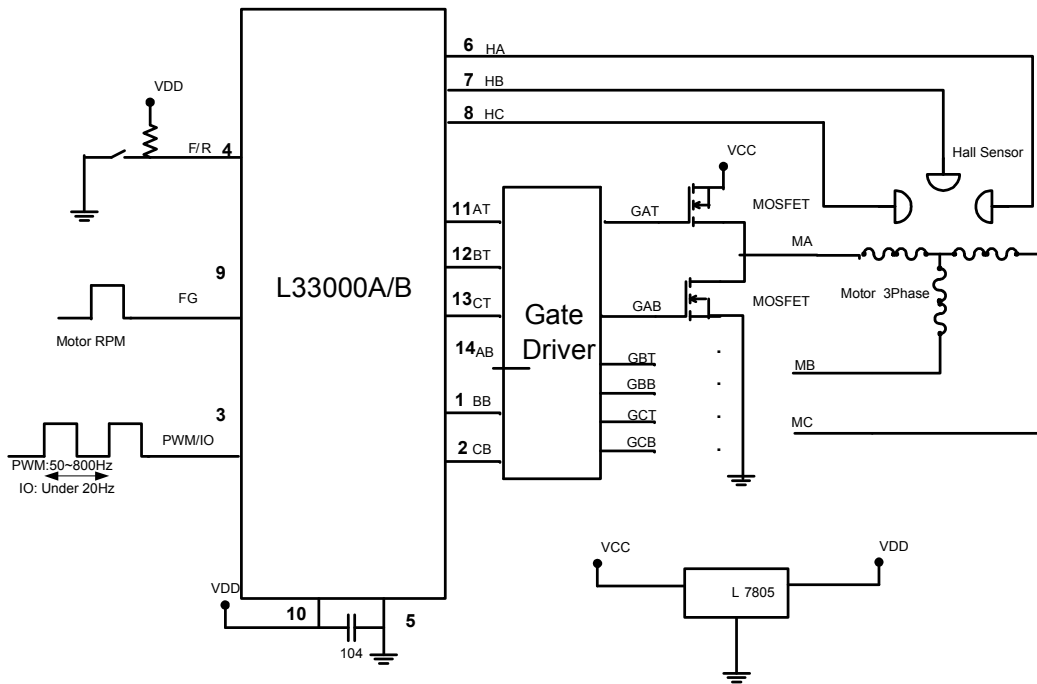 6 HA
7 HB
8 HC
VDD
F/R 4
Hall Sensor
VCC
MOSFET
11 AT
GAT
12 BT
MA
9
FG
L33000A/B
13 CT
Gate
Driver
GAB
MOSFET
Motor 3Phase
Motor RPM
14 AB
GBT
MB
GBB
1 BB
GCT
MC
3
PWM/IO
2 CB
GCB
PWM:50~800Hz
IO: Under 20Hz
VCC
VDD
VDD
L 7805
10
5
104